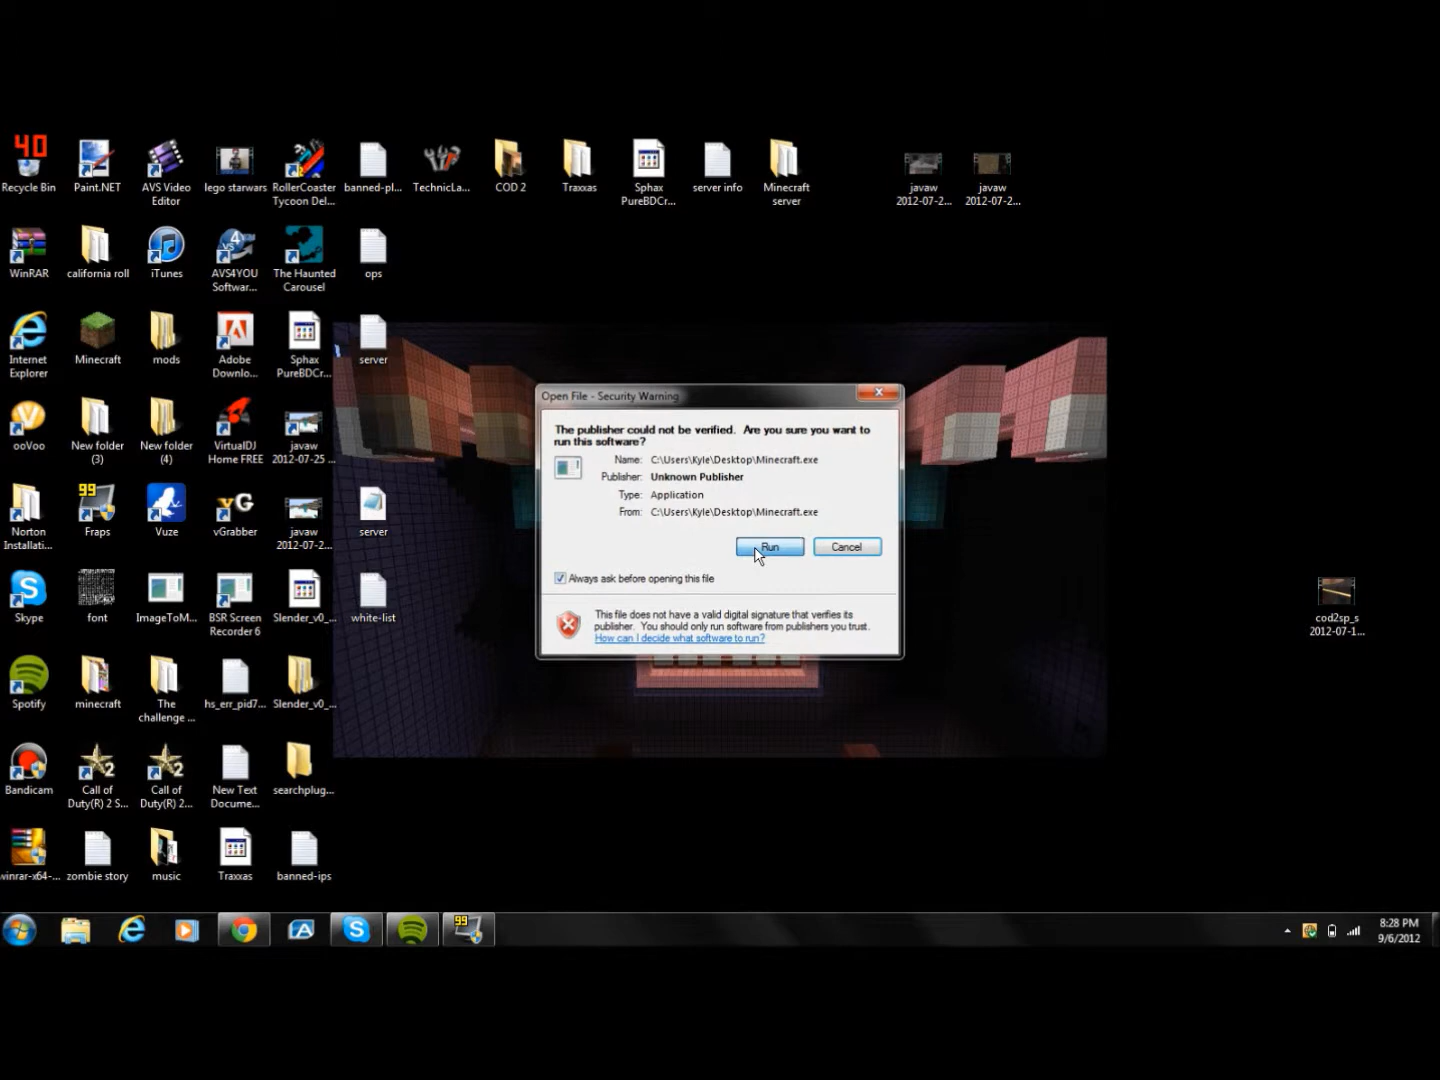 40
Recycle Bin
Paint.NET
AVS Video
Editor
lego starwars
RollerCoaster
Tycoon Del...
banned-pl...
TechnicLa...
COD 2
Traxxas
Sphax
PureBDCr...
server info
Minecraft
server
javaw
2012-07-2...
javaw
2012-07-2...
WinRAR
california roll
iTunes
AVS4YOU
Softwar...
The Haunted
Carousel
ops
Internet
Explorer
Minecraft
mods
Adobe
Downlo...
Sphax
PureBDCr...
server
ooVoo
New folder
(3)
New folder
(4)
VirtualDJ
Home FREE
javaw
2012-07-25 ...
Norton
Installati...
99
Fraps
Vuze
vG
vGrabber
javaw
2012-07-2...
server
Skype
font
ImageToM...
BSR Screen
Recorder 6
Slender_v0_...
white-list
Spotify
minecraft
The
challenge ...
hs_err_pid7...
Slender_v0_...
Bandicam
2
Call of
Duty(R) 2 S...
2
Call of
Duty(R) 2...
New Text
Docume...
searchplug...
winrar-x64-...
zombie story
music
Traxxas
banned-ips
cod2sp_s
2012-07-1...
Open File - Security Warning
The publisher could not be verified.  Are you sure you want to
run this software?
Name: C:\Users\Kyle\Desktop\Minecraft.exe
Publisher: Unknown Publisher
Type: Application
From: C:\Users\Kyle\Desktop\Minecraft.exe
Run
Cancel
Always ask before opening this file
This file does not have a valid digital signature that verifies its
publisher.  You should only run software from publishers you trust.
How can I decide what software to run?
99
8:28 PM
9/6/2012